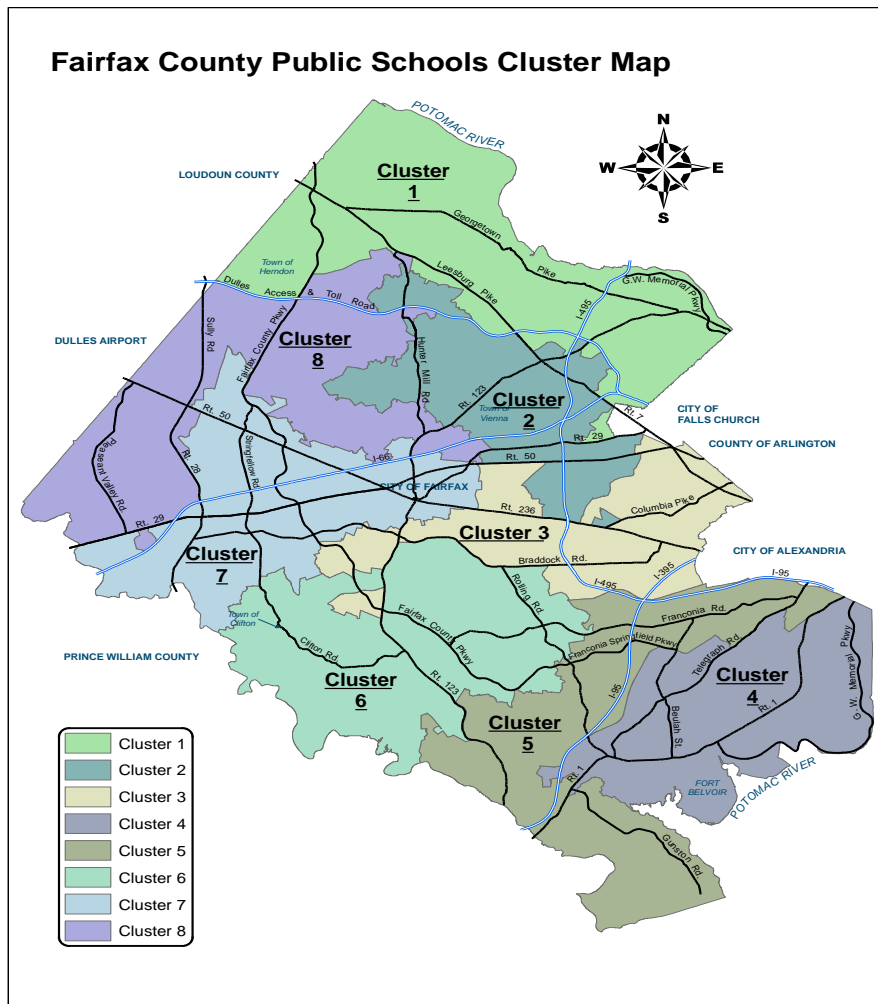 Fairfax County Public Schools Cluster Map
POTOMAC RIVER
N
W
E
S
Cluster
1
LOUDOUN COUNTY
Georgetown
Pike
Town of
Herndon
Leesburg
Pike
G.W. Memorial Pkwy
I-495
Dulles Access & Toll Road
Sully Rd
Fairfax County Pkwy
DULLES AIRPORT
Cluster
8
Hunter Mill Rd
Rt. 123
Cluster
2
Town of
Vienna
Rt. 7
CITY OF
FALLS CHURCH
Rt. 50
Rt. 29
COUNTY OF ARLINGTON
Pleaseant Valley Rd
Rt. 28
Stringfellow Rd
I-66
Rt. 50
CITY OF FAIRFAX
Rt. 236
Columbia Pike
Rt. 29
Cluster 3
Cluster
7
Braddock Rd.
CITY OF ALEXANDRIA
I-395
I-495
I-95
Rolling Rd.
Town of
Clifton
Fairfax County Pkwy
Franconia Rd.
Franconia Springfield Pkwy
Clifton Rd.
PRINCE WILLIAM COUNTY
Telegraph Rd.
G. W. Memorial Pkwy
Cluster
6
Rt. 123
Cluster
4
I-95
Beulah St.
Rt. 1
Cluster
5
Rt. 1
FORT
BELVOIR
POTOMAC RIVER
Gunston Rd.
Cluster 1
Cluster 2
Cluster 3
Cluster 4
Cluster 5
Cluster 6
Cluster 7
Cluster 8